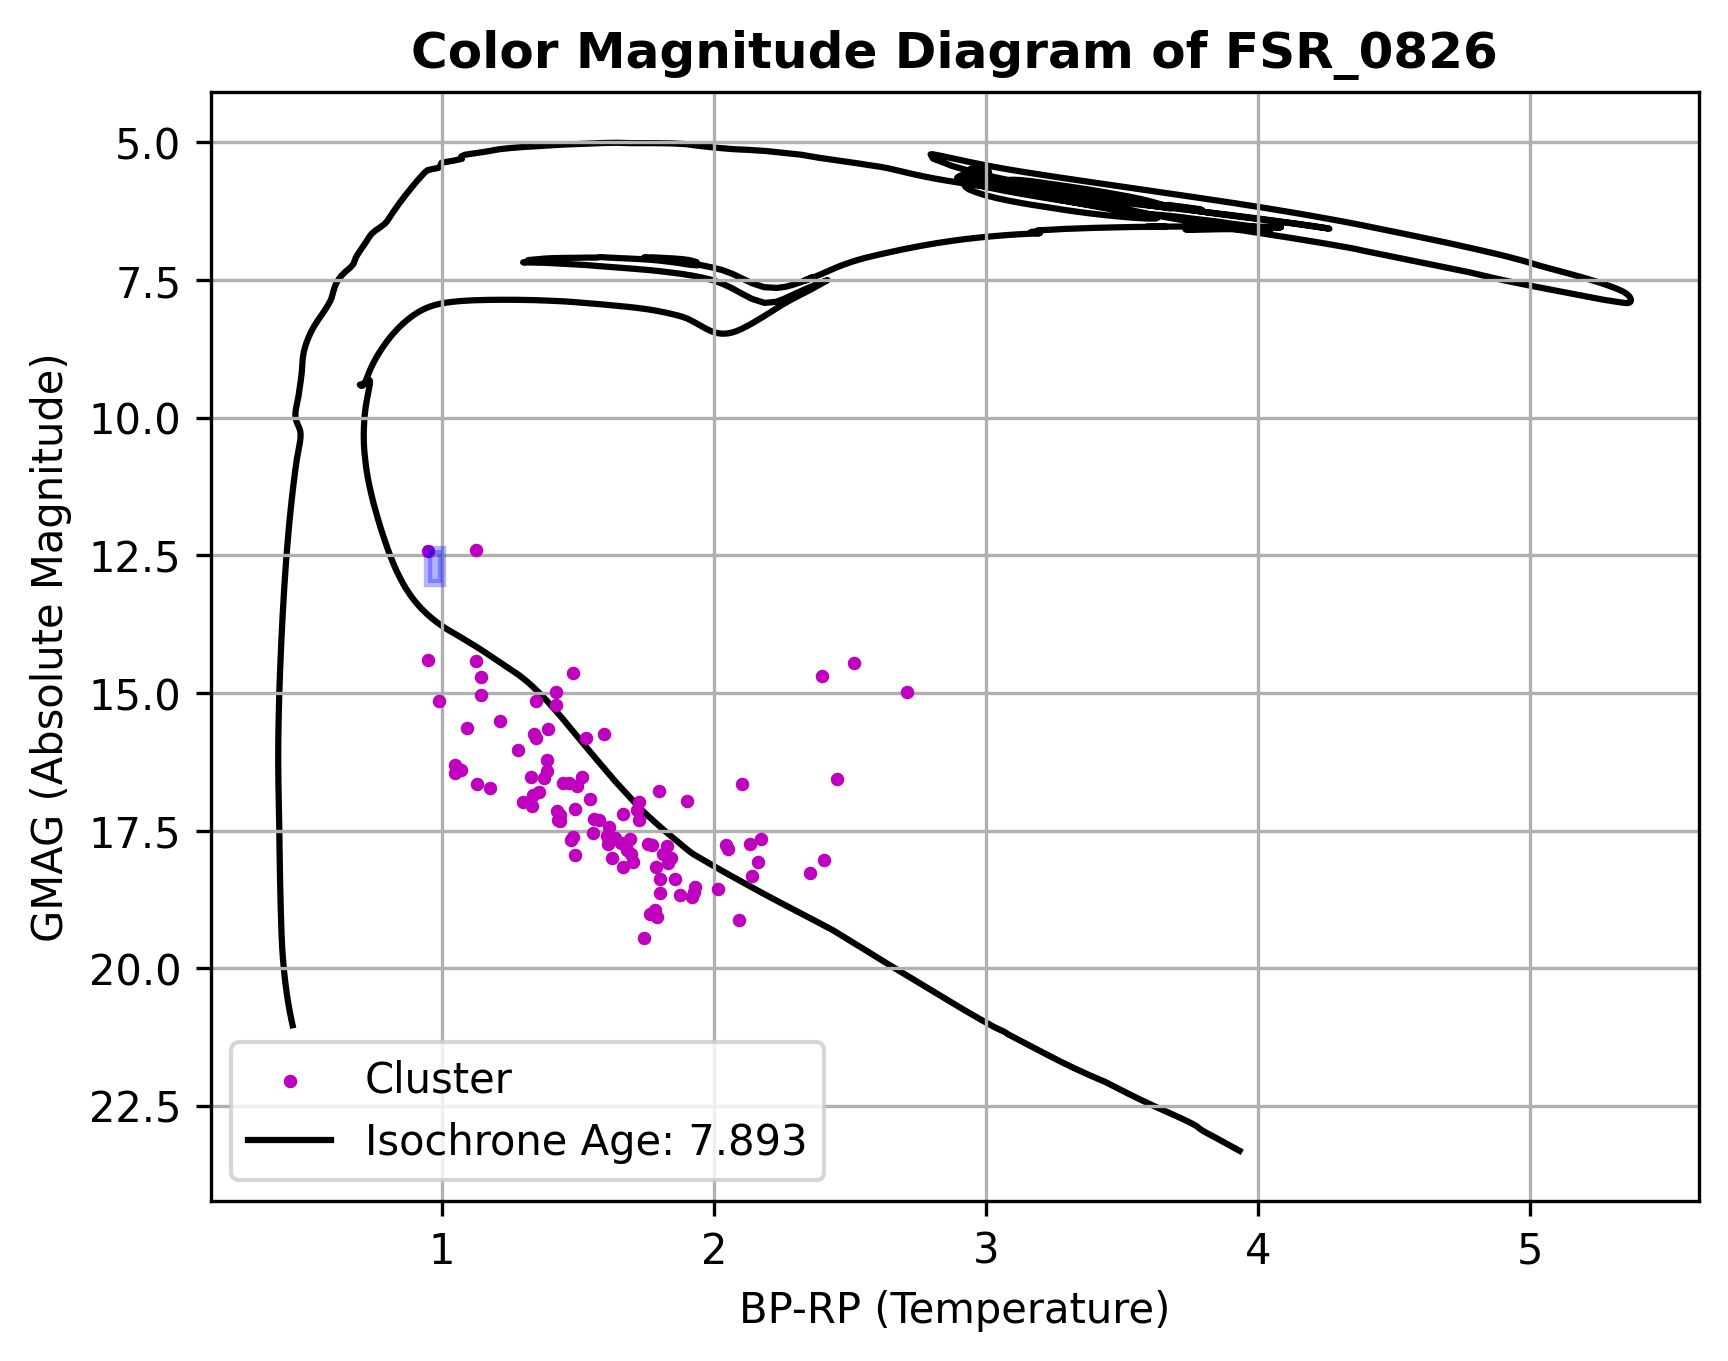 Color Magnitude Diagram of FSR_0826
GMAG (Absolute Magnitude)
5.0
7.5
10.0
12.5
15.0
17.5
20.0
22.5
Cluster
Isochrone Age: 7.893
1 2 3 4 5
BP-RP (Temperature)